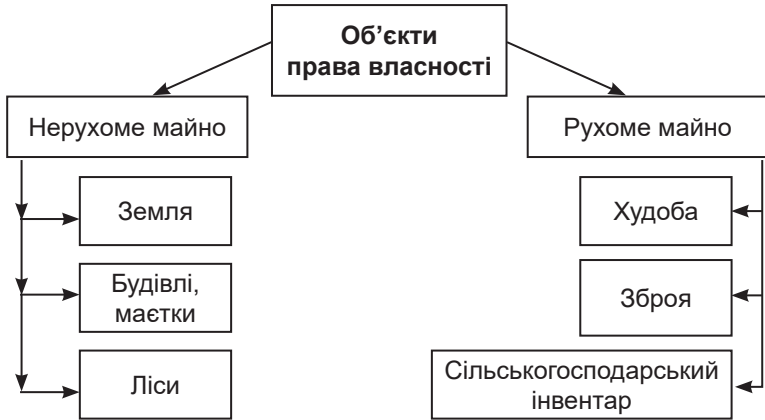 Об’єкти
права власності
Нерухоме майно
Рухоме майно
Земля
Худоба
Будівлі,
маєтки
Зброя
Ліси
Сільськогосподарський
інвентар